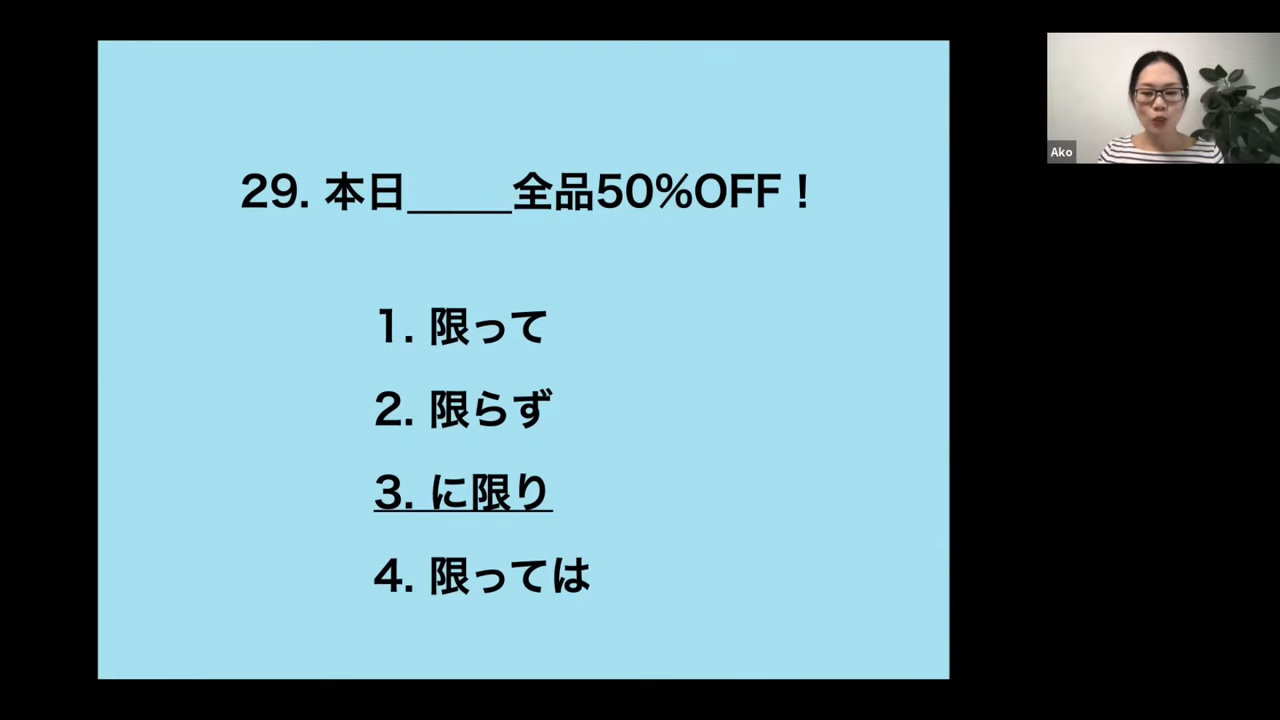 29. 本日_____全品50%OFF！
1. 限って
2. 限らず
3. に限り
4. 限っては
Ako